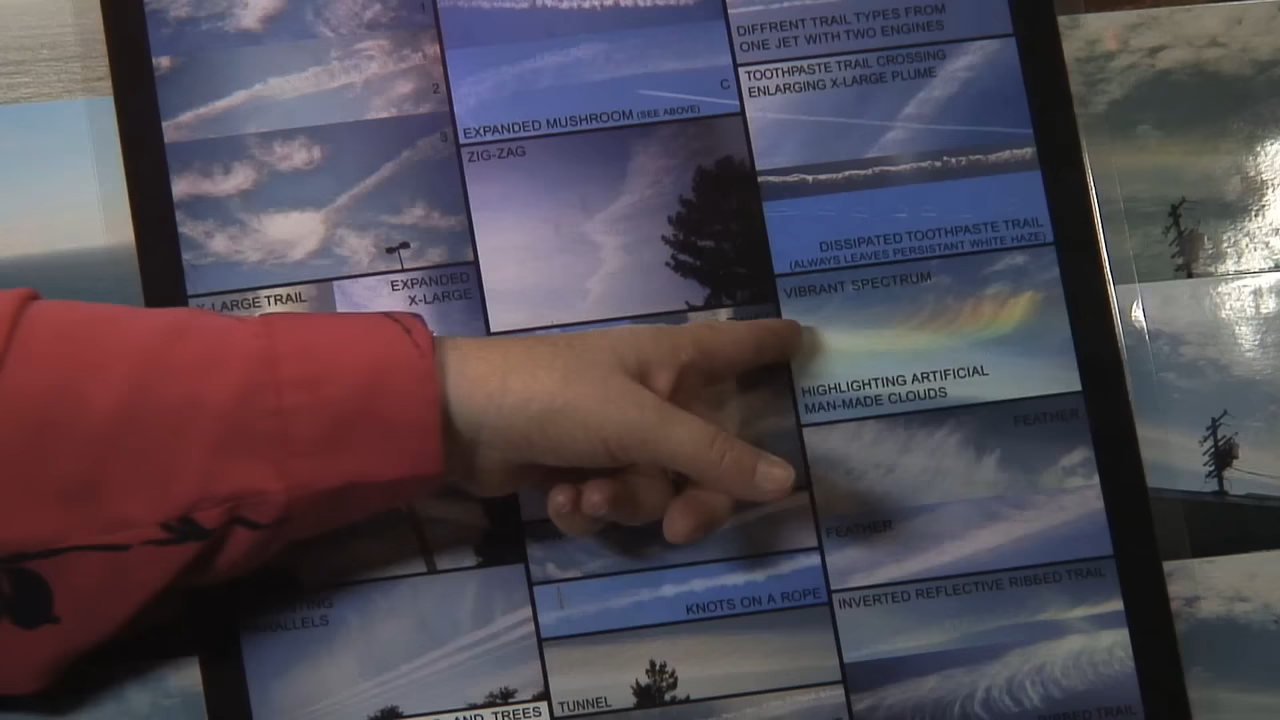 1
2
3
X-LARGE TRAIL
EXPANDED
X-LARGE
PARALLELS
AND TREES
C
EXPANDED MUSHROOM (SEE ABOVE)
ZIG-ZAG
KNOTS ON A ROPE
TUNNEL
DIFFRENT TRAIL TYPES FROM
ONE JET WITH TWO ENGINES
TOOTHPASTE TRAIL CROSSING
ENLARGING X-LARGE PLUME
DISSIPATED TOOTHPASTE TRAIL
(ALWAYS LEAVES PERSISTANT WHITE HAZE)
VIBRANT SPECTRUM
HIGHLIGHTING ARTIFICIAL
MAN-MADE CLOUDS
FEATHER
FEATHER
INVERTED REFLECTIVE RIBBED TRAIL
RIBBED TRAIL